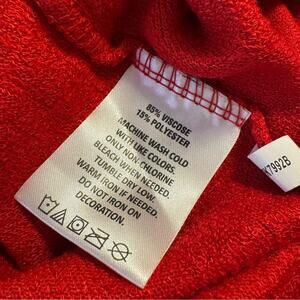 85% VISCOSE
15% POLYESTER
MACHINE WASH COLD
WITH LIKE COLORS.
ONLY NON-CHLORINE
BLEACH WHEN NEEDED.
TUMBLE DRY LOW.
WARM IRON IF NEEDED.
DO NOT IRON ON
DECORATION.
K7992B